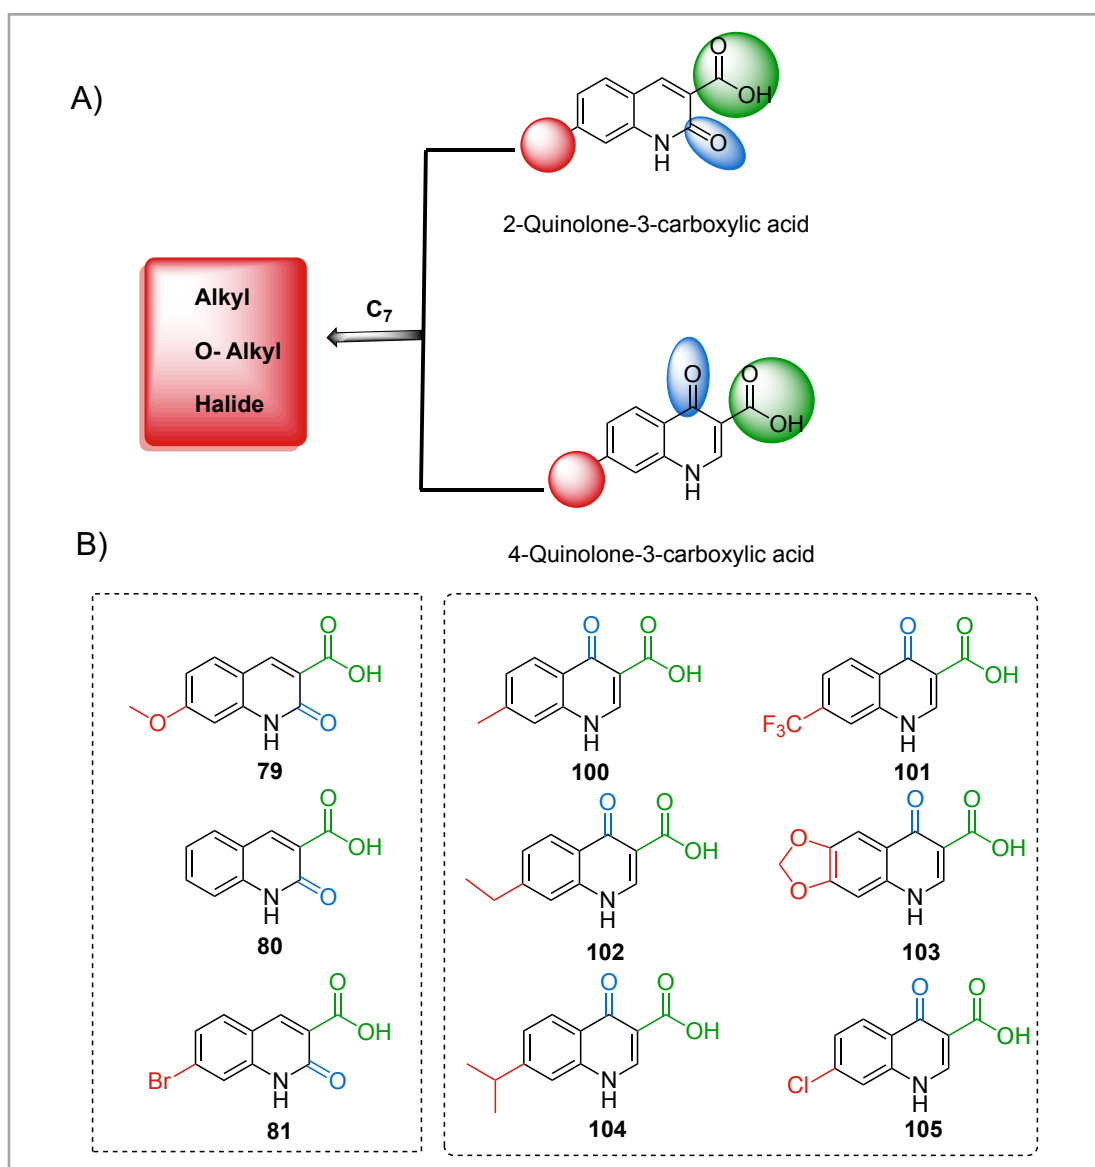 A)
O
OH
N
H
O
2-Quinolone-3-carboxylic acid
Alkyl
O- Alkyl
Halide
C7
O
O
OH
N
H
4-Quinolone-3-carboxylic acid
B)
O
OH
O
N
H
O
79
O
OH
N
H
O
80
O
OH
Br
N
H
O
81
O
O
OH
N
H
100
O
O
OH
F3C
N
H
101
O
O
OH
N
H
102
O
O
O
OH
O
N
H
103
O
O
OH
N
H
104
O
O
OH
Cl
N
H
105